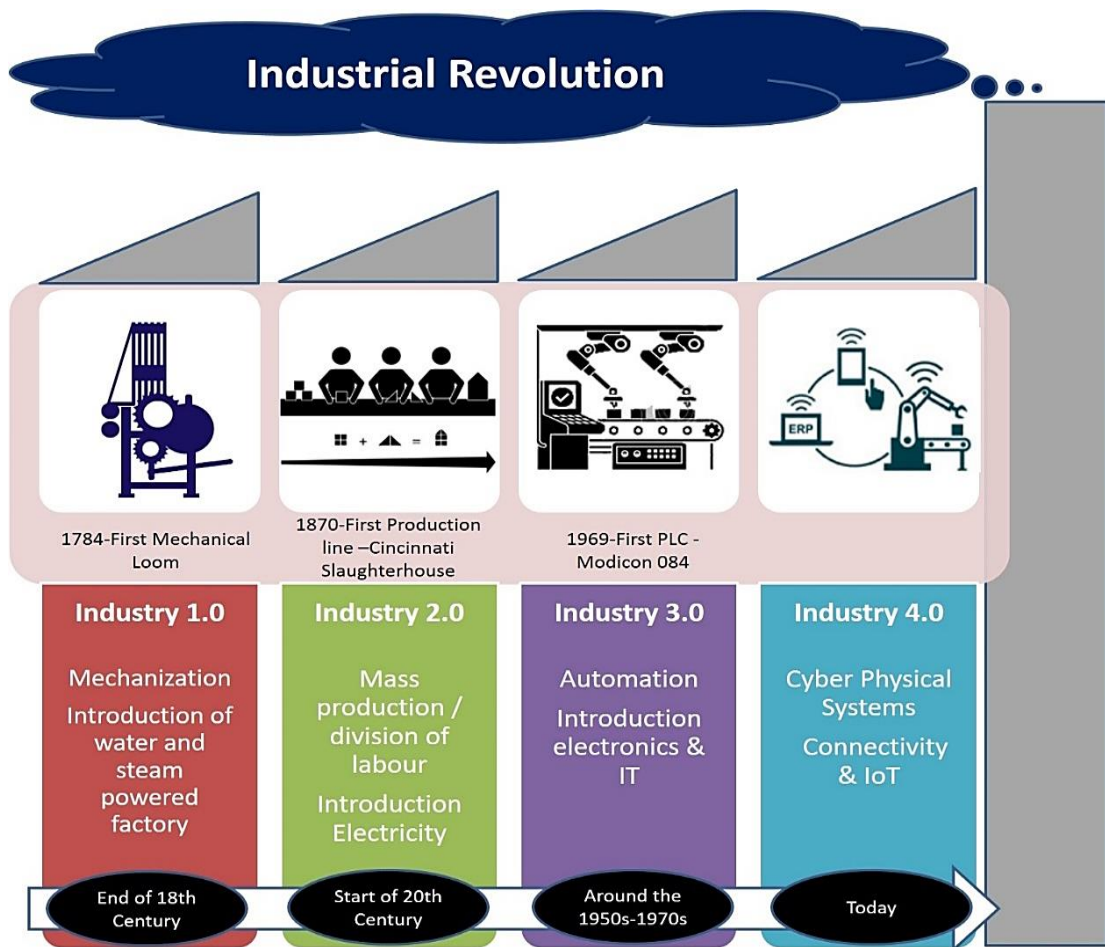 Industrial Revolution
ERP
1784-First Mechanical
Loom
1870-First Production
line –Cincinnati
Slaughterhouse
1969-First PLC -
Modicon 084
Industry 1.0
Mechanization
Introduction of
water and
steam
powered
factory
End of 18th
Century
Industry 2.0
Mass
production /
division of
labour
Introduction
Electricity
Start of 20th
Century
Industry 3.0
Automation
Introduction
electronics &
IT
Around the
1950s-1970s
Industry 4.0
Cyber Physical
Systems
Connectivity
& IoT
Today